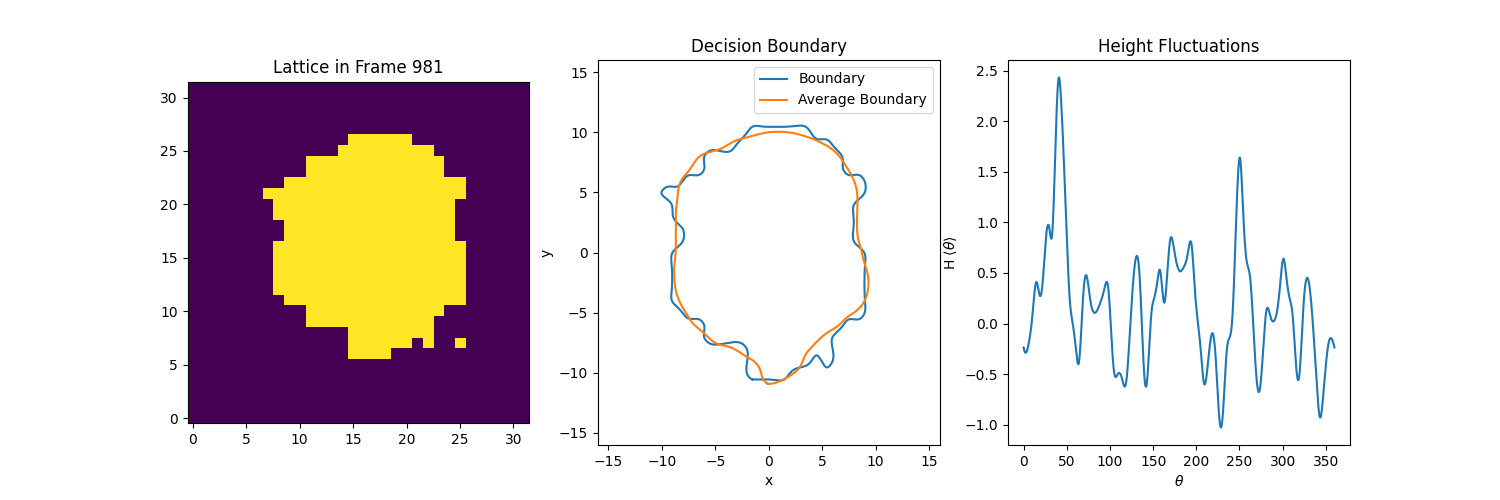 Lattice in Frame 981
30
25
20
15
10
5
0
0 5 10 15 20 25 30
Decision Boundary
Boundary
Average Boundary
15
10
5
0
−5
−10
−15
y
−15 −10 −5 0 5 10 15
x
Height Fluctuations
2.5
2.0
1.5
1.0
0.5
0.0
−0.5
−1.0
H (θ)
0 50 100 150 200 250 300 350
θ